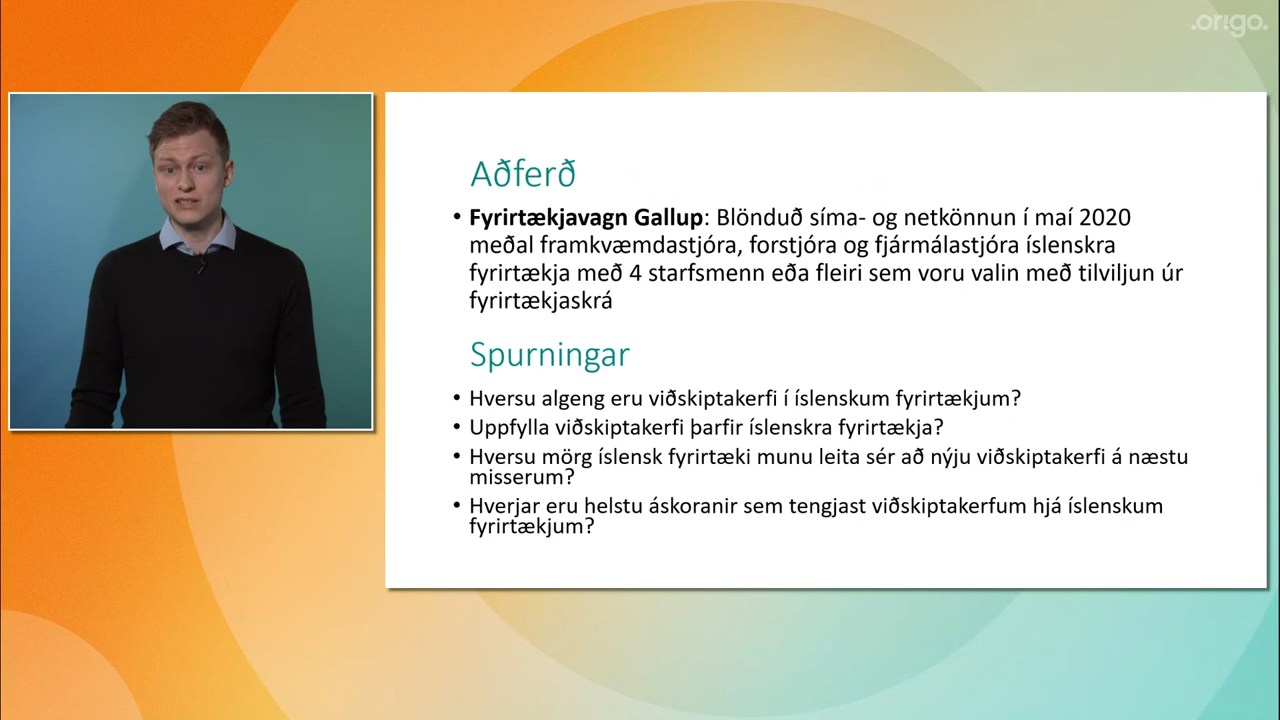 .origo.
Aðferð
• Fyrirtækjavagn Gallup: Blönduð síma- og netkönnun í maí 2020
meðal framkvæmdastjóra, forstjóra og fjármálastjóra íslenskra
fyrirtækja með 4 starfsmenn eða fleiri sem voru valin með tilviljun úr
fyrirtækjaskrá
Spurningar
• Hversu algeng eru viðskiptakerfi í íslenskum fyrirtækjum?
• Uppfylla viðskiptakerfi þarfir íslenskra fyrirtækja?
• Hversu mörg íslensk fyrirtæki munu leita sér að nýju viðskiptakerfi á næstu
misserum?
• Hverjar eru helstu áskoranir sem tengjast viðskiptakerfum hjá íslenskum
fyrirtækjum?